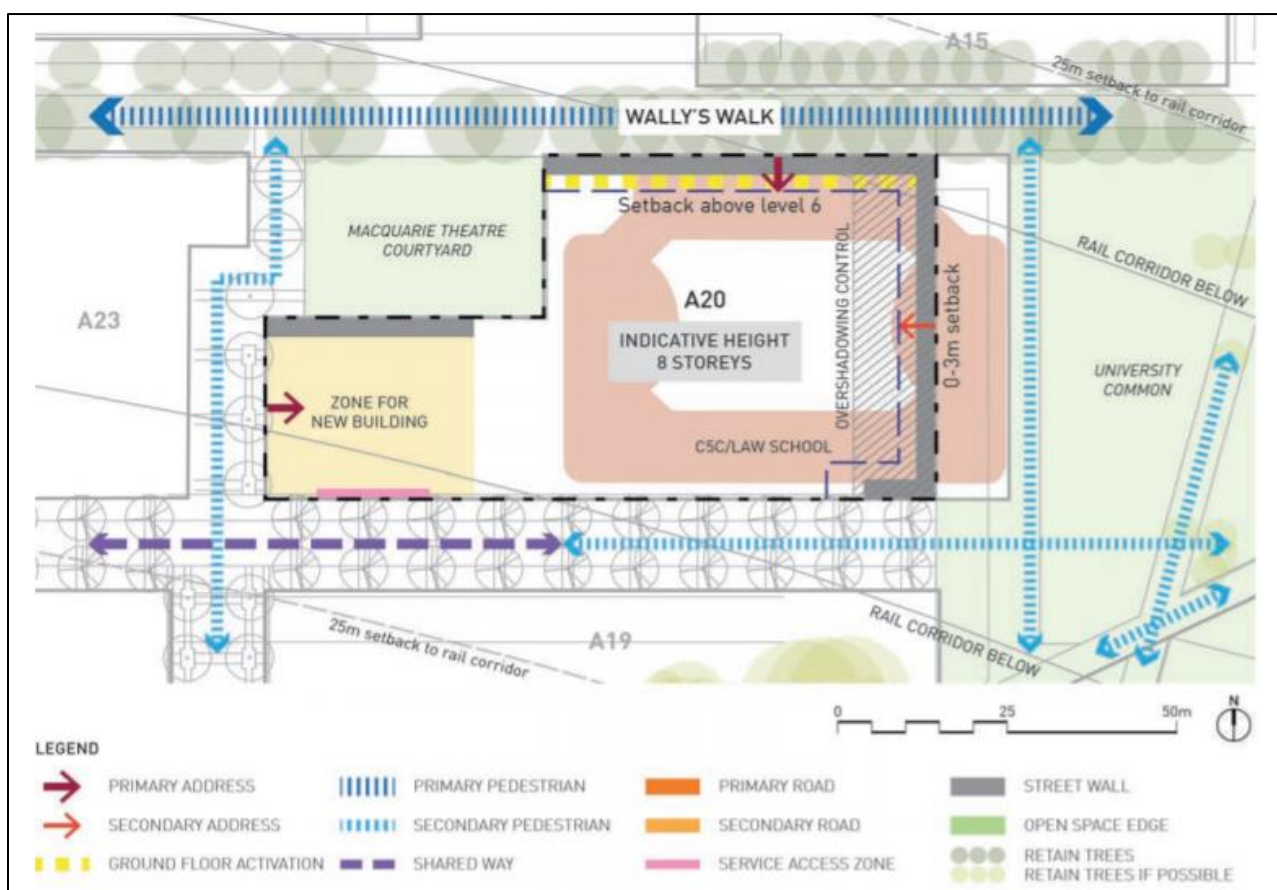 A15
25m setback to rail corridor
WALLY'S WALK
Setback above level 6
MACQUARIE THEATRE
COURTYARD
OVERSHADOWING CONTROL
RAIL CORRIDOR BELOW
A23
A20
0-3m setback
INDICATIVE HEIGHT
8 STOREYS
UNIVERSITY
COMMON
ZONE FOR
NEW BUILDING
CSC/LAW SCHOOL
25m setback to rail corridor
A19
RAIL CORRIDOR BELOW
0 25 50m
N
LEGEND
PRIMARY ADDRESS
SECONDARY ADDRESS
GROUND FLOOR ACTIVATION
PRIMARY PEDESTRIAN
SECONDARY PEDESTRIAN
SHARED WAY
PRIMARY ROAD
SECONDARY ROAD
SERVICE ACCESS ZONE
STREET WALL
OPEN SPACE EDGE
RETAIN TREES
RETAIN TREES IF POSSIBLE